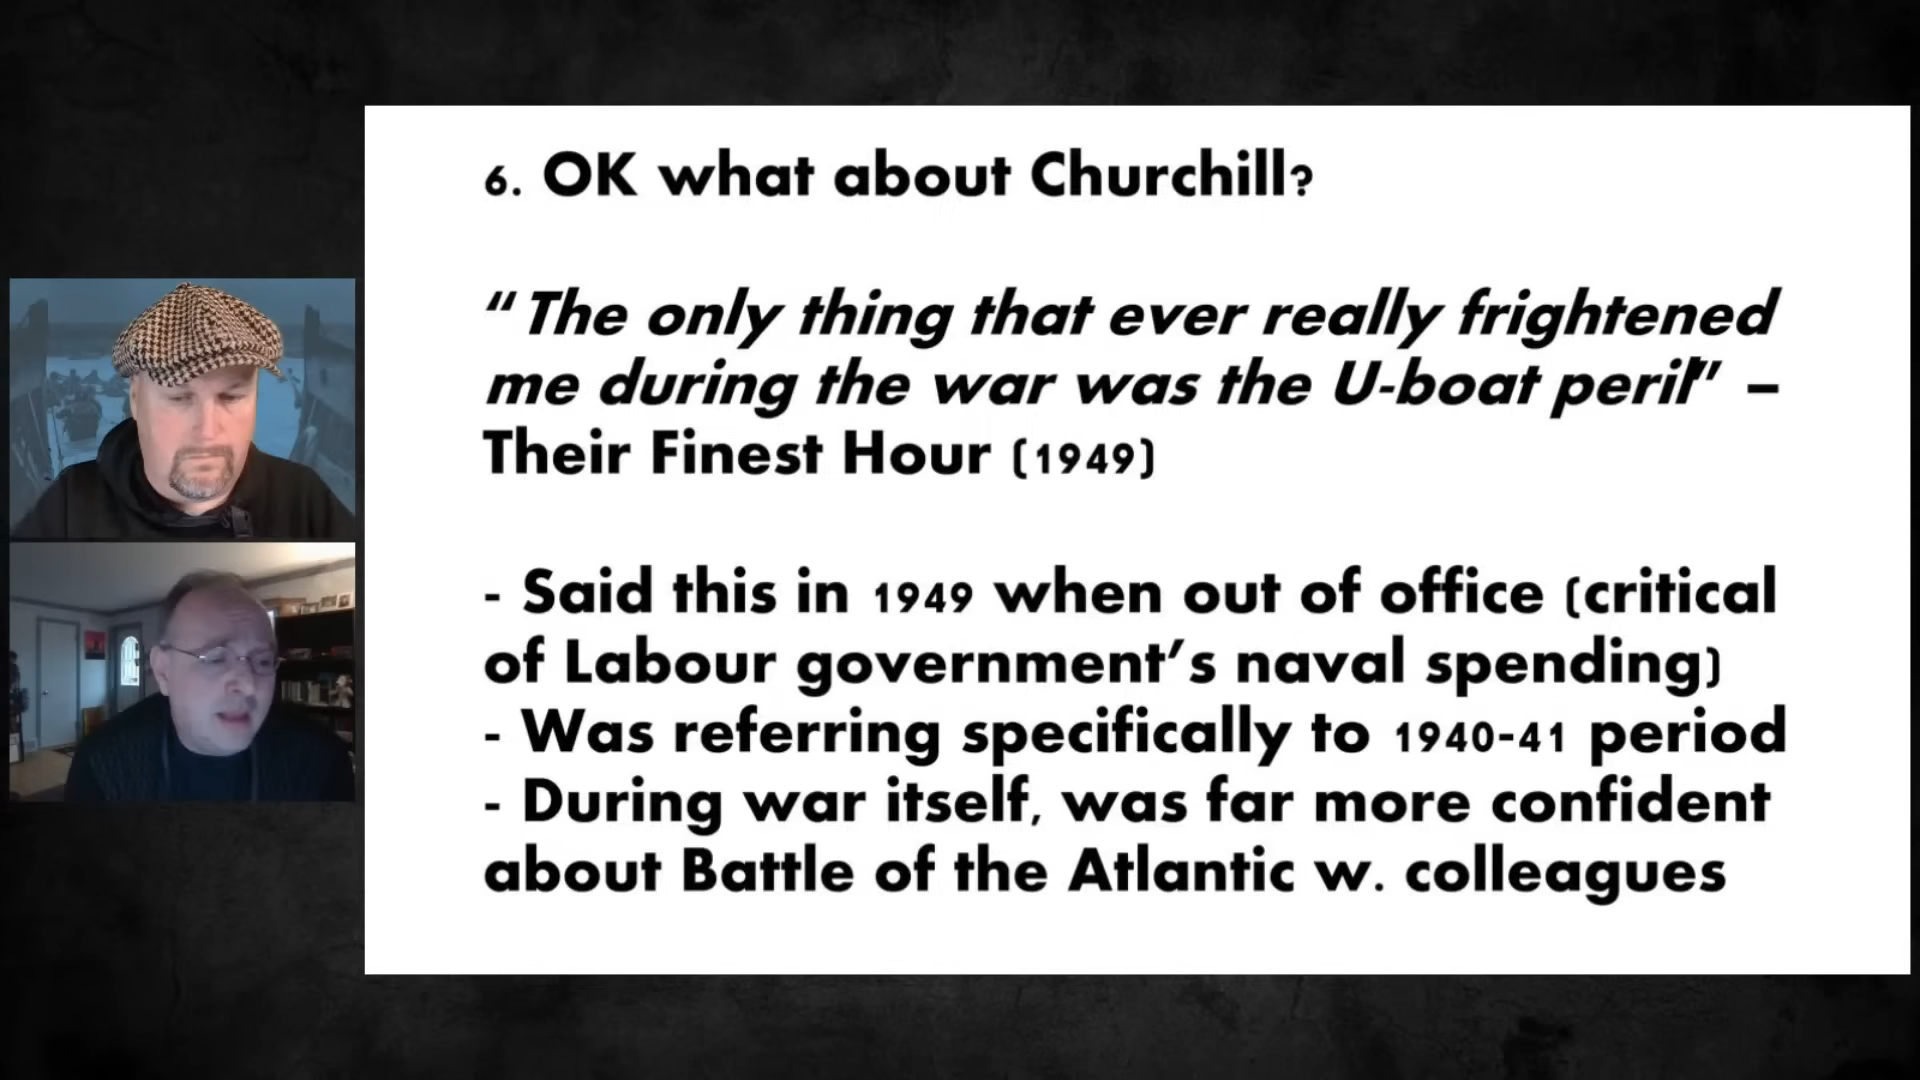 6. OK what about Churchill?
“The only thing that ever really frightened
me during the war was the U-boat peril” –
Their Finest Hour (1949)
- Said this in 1949 when out of office (critical
of Labour government’s naval spending)
- Was referring specifically to 1940-41 period
- During war itself, was far more confident
about Battle of the Atlantic w. colleagues